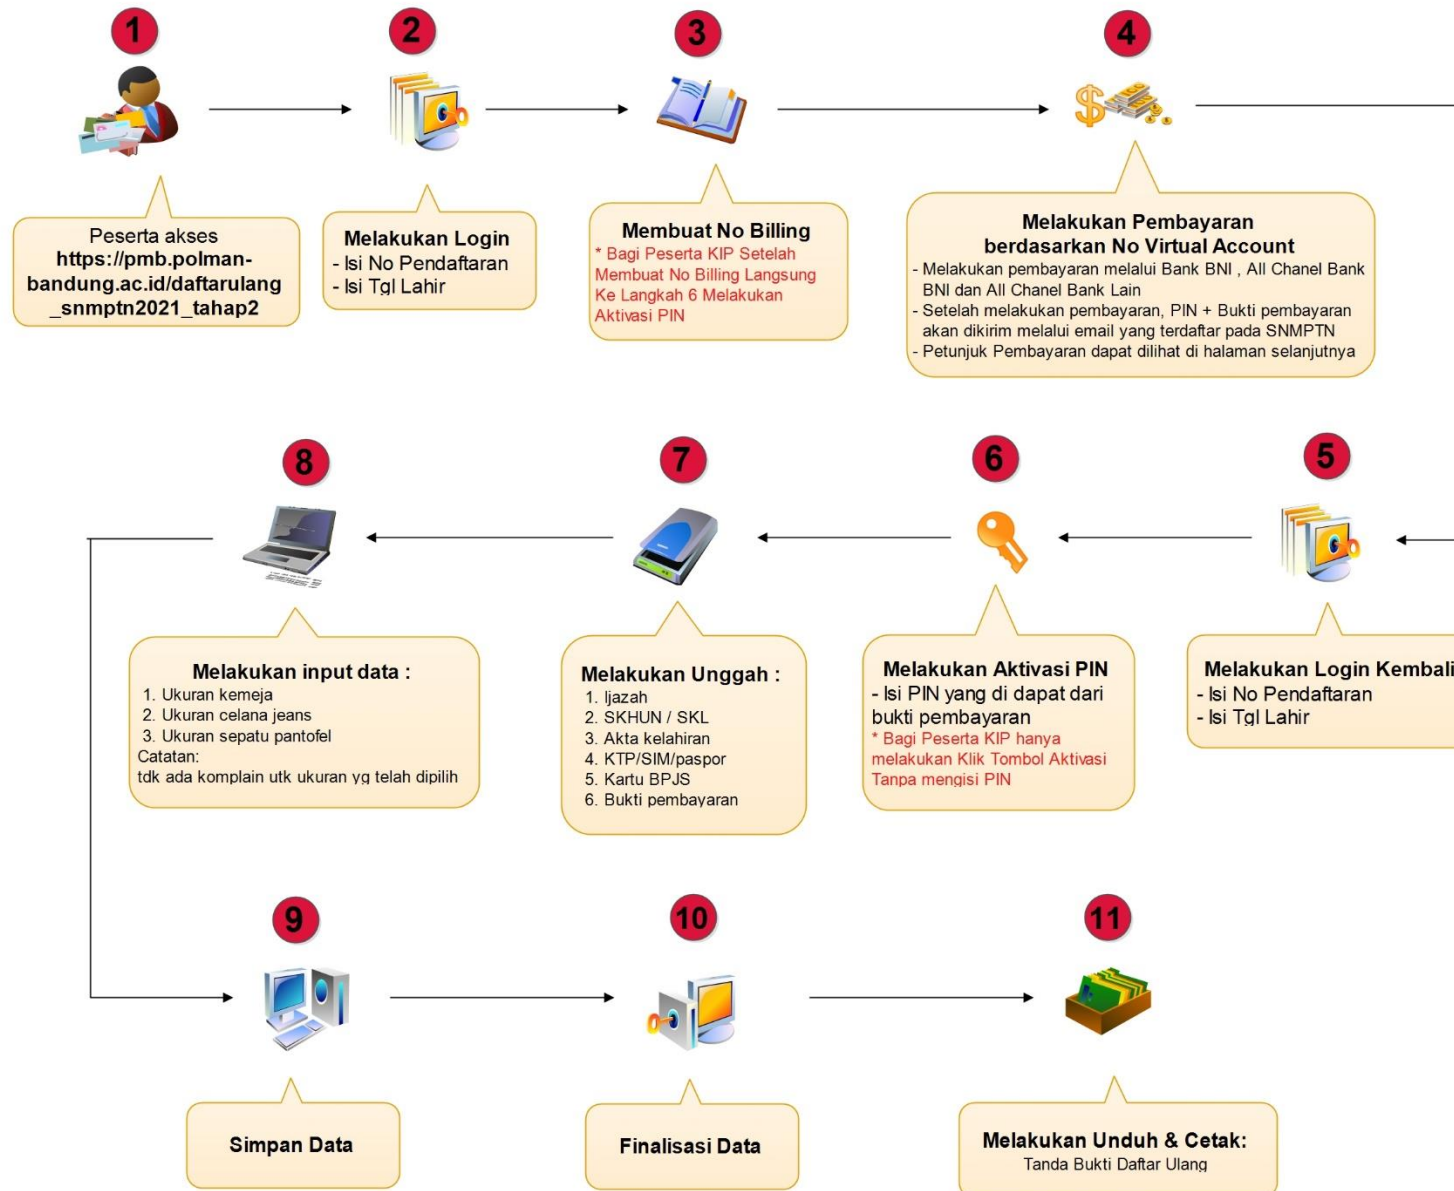 1
2
3
4
Peserta akses
https://pmb.polman-
bandung.ac.id/daftarulang
_snmptn2021_tahap2
Melakukan Login
- Isi No Pendaftaran
- Isi Tgl Lahir
Membuat No Billing
* Bagi Peserta KIP Setelah
Membuat No Billing Langsung
Ke Langkah 6 Melakukan
Aktivasi PIN
Melakukan Pembayaran
berdasarkan No Virtual Account
- Melakukan pembayaran melalui Bank BNI , All Chanel Bank
BNI dan All Chanel Bank Lain
- Setelah melakukan pembayaran, PIN + Bukti pembayaran
akan dikirim melalui email yang terdaftar pada SNMPTN
- Petunjuk Pembayaran dapat dilihat di halaman selanjutnya
8
7
6
5
Melakukan input data :
1. Ukuran kemeja
2. Ukuran celana jeans
3. Ukuran sepatu pantofel
Catatan:
tdk ada komplain utk ukuran yg telah dipilih
Melakukan Unggah :
1. Ijazah
2. SKHUN / SKL
3. Akta kelahiran
4. KTP/SIM/paspor
5. Kartu BPJS
6. Bukti pembayaran
Melakukan Aktivasi PIN
- Isi PIN yang di dapat dari
bukti pembayaran
* Bagi Peserta KIP hanya
melakukan Klik Tombol Aktivasi
Tanpa mengisi PIN
Melakukan Login Kembali
- Isi No Pendaftaran
- Isi Tgl Lahir
9
10
11
Simpan Data
Finalisasi Data
Melakukan Unduh & Cetak:
Tanda Bukti Daftar Ulang